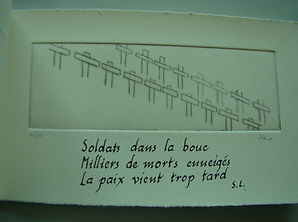 Soldats dans la boue
Milliers de morts enneigés
La paix vient trop tard
S.L.